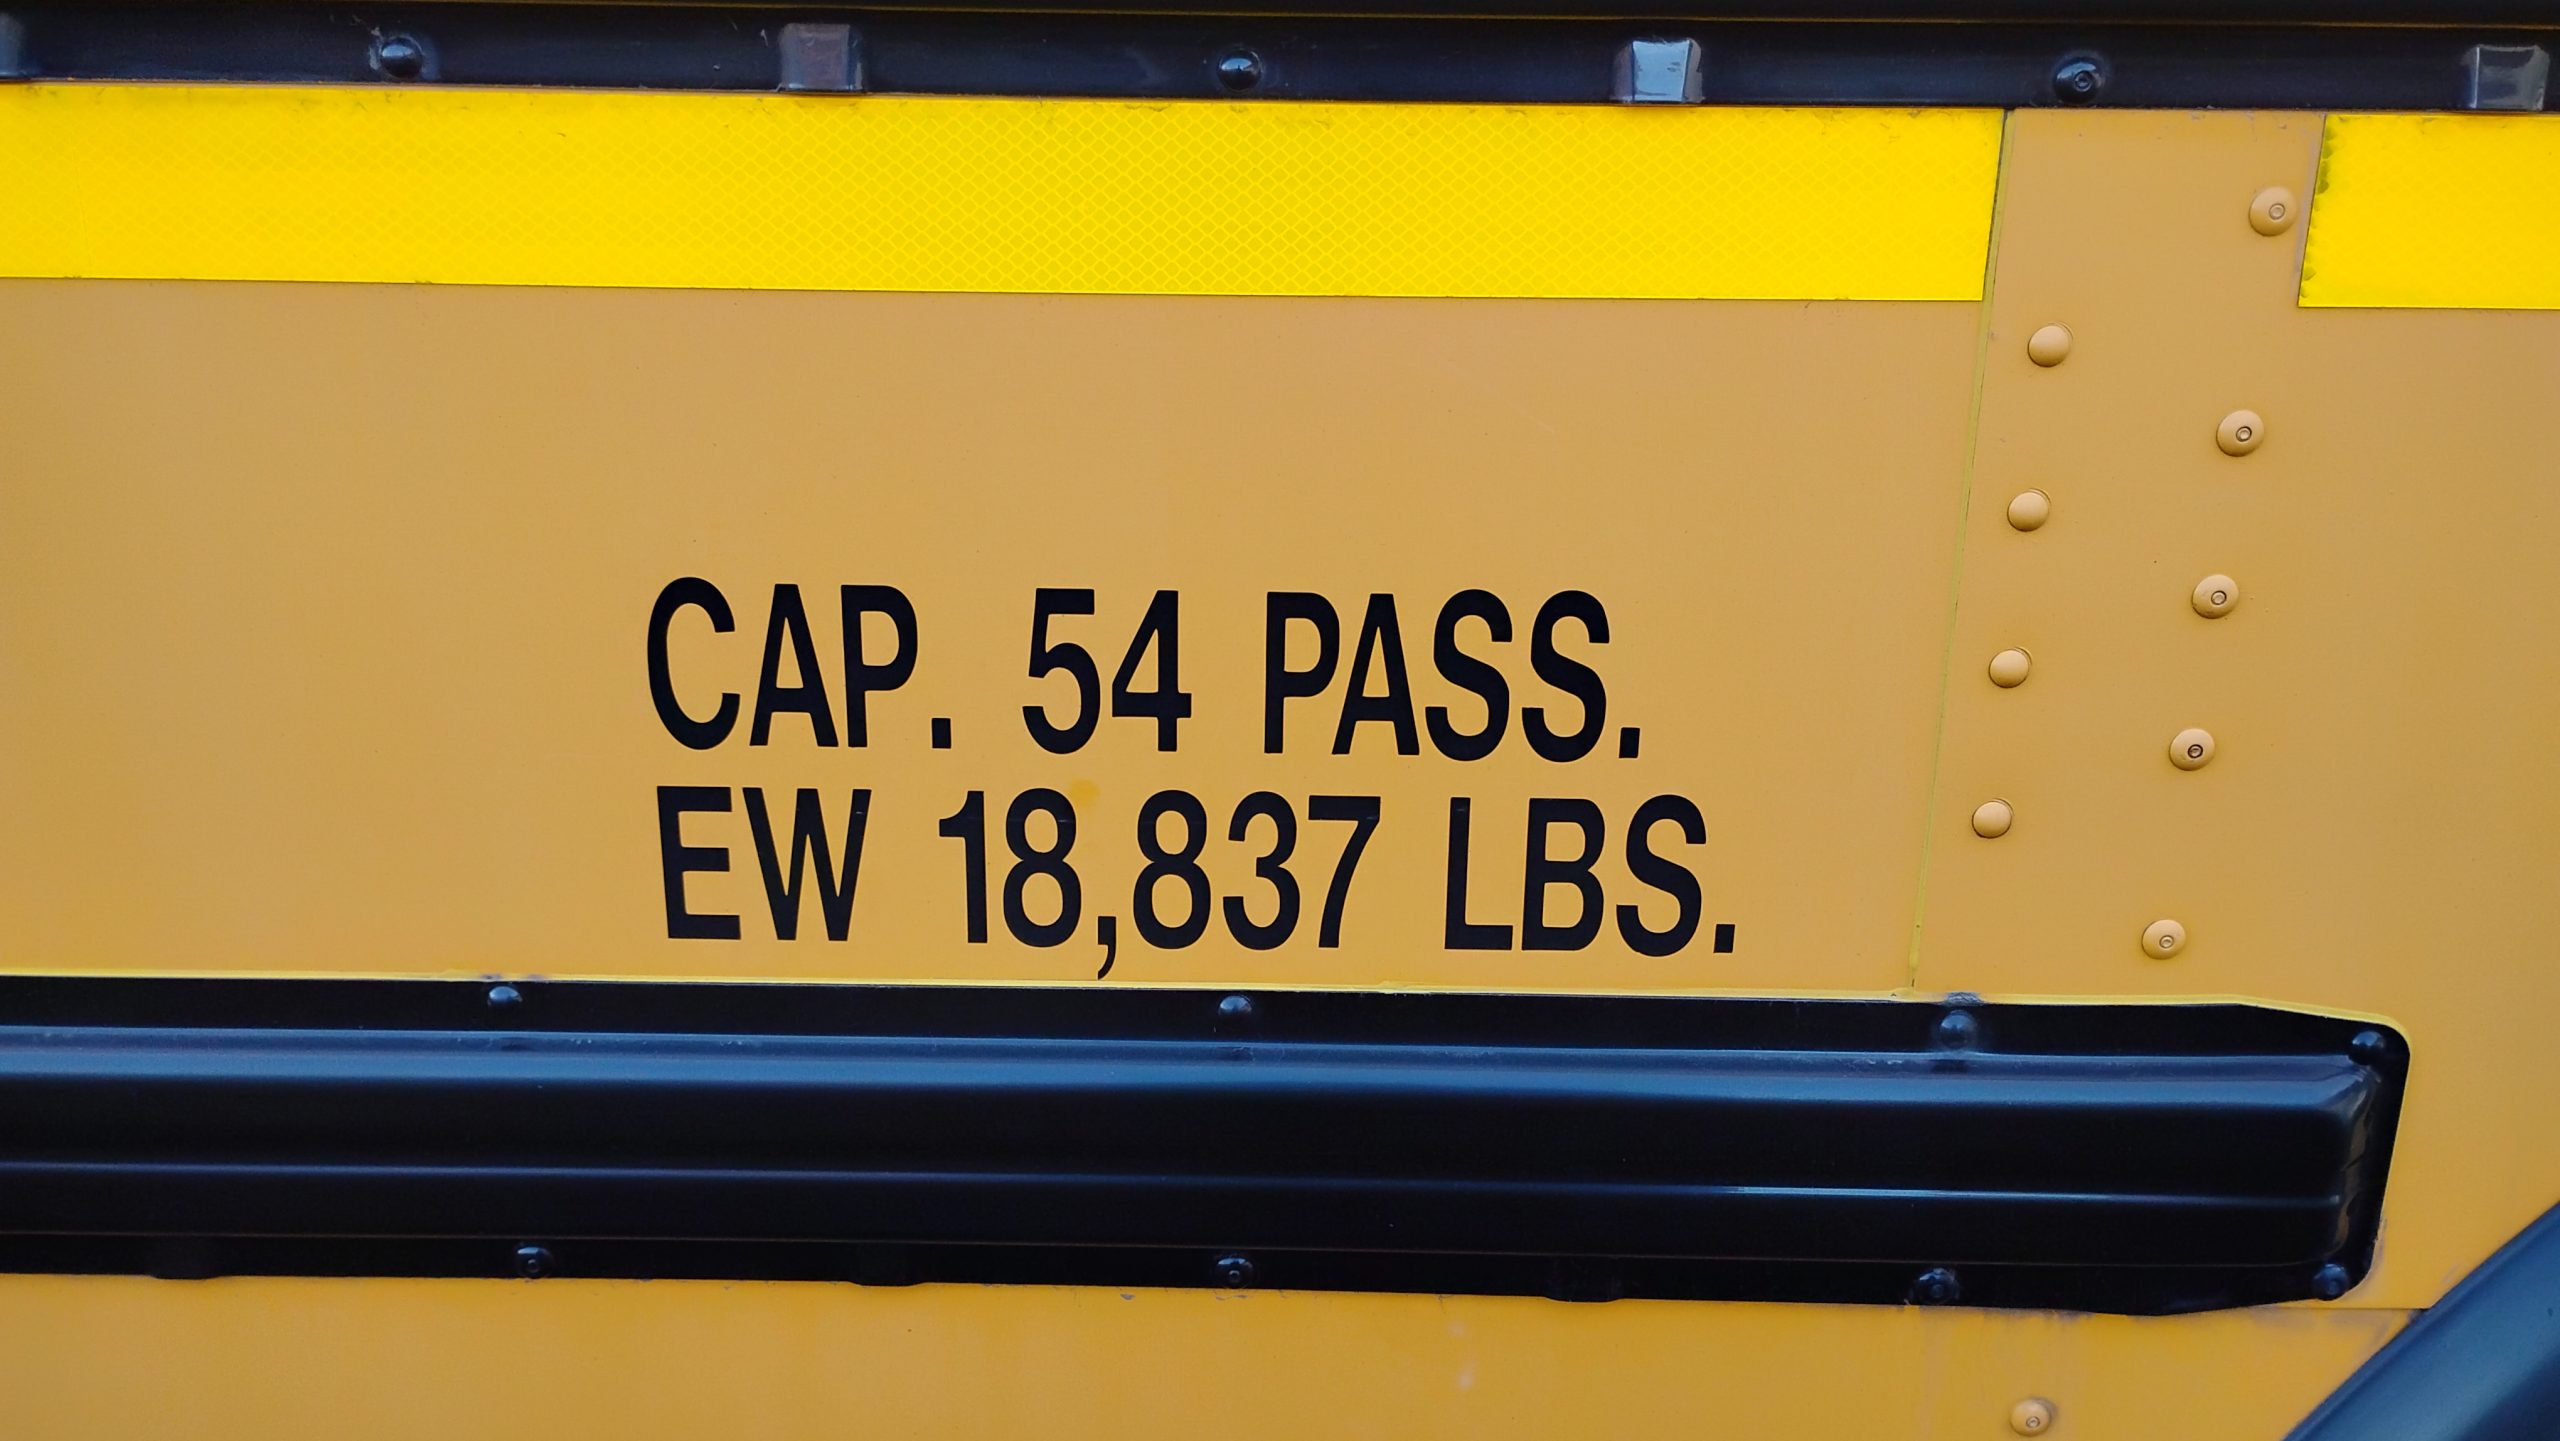 CAP. 54 PASS.
EW 18,837 LBS.